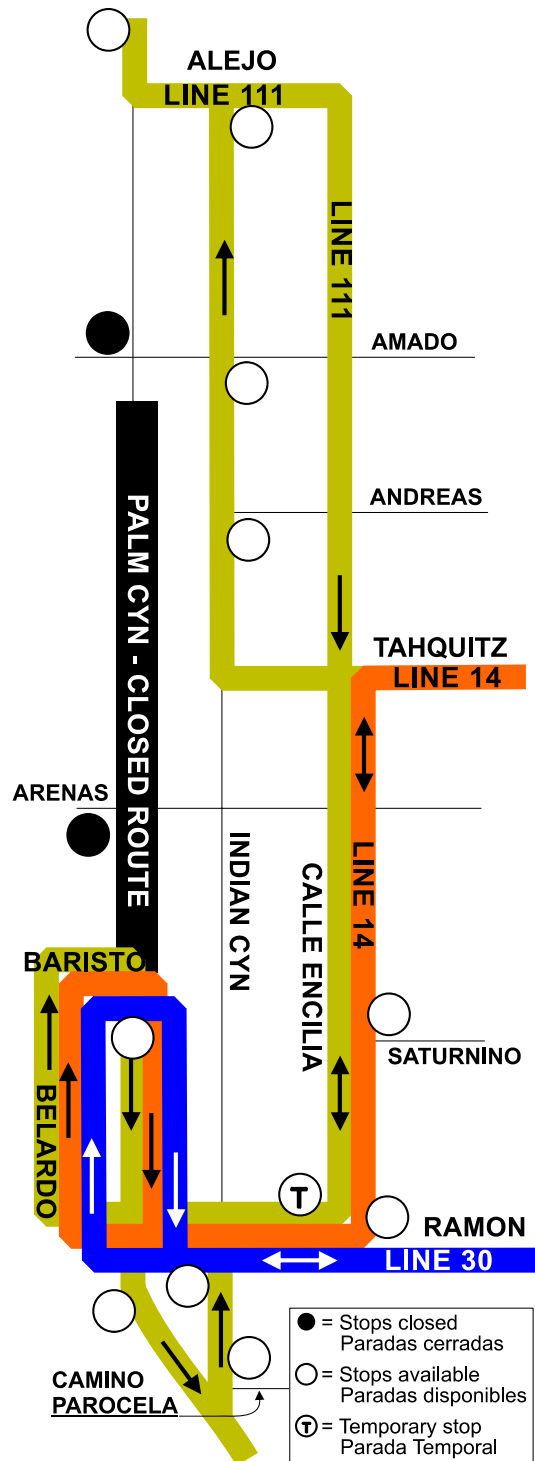 ALEJO
LINE 111
LINE 111
AMADO
ANDREAS
PALM CYN - CLOSED ROUTE
TAHQUITZ
LINE 14
ARENAS
INDIAN CYN
CALLE ENCILIA
LINE 14
BARISTO
SATURNINO
BELARDO
T
RAMON
LINE 30
CAMINO
PAROCELA
= Stops closed
Paradas cerradas
= Stops available
Paradas disponibles
T = Temporary stop
Parada Temporal